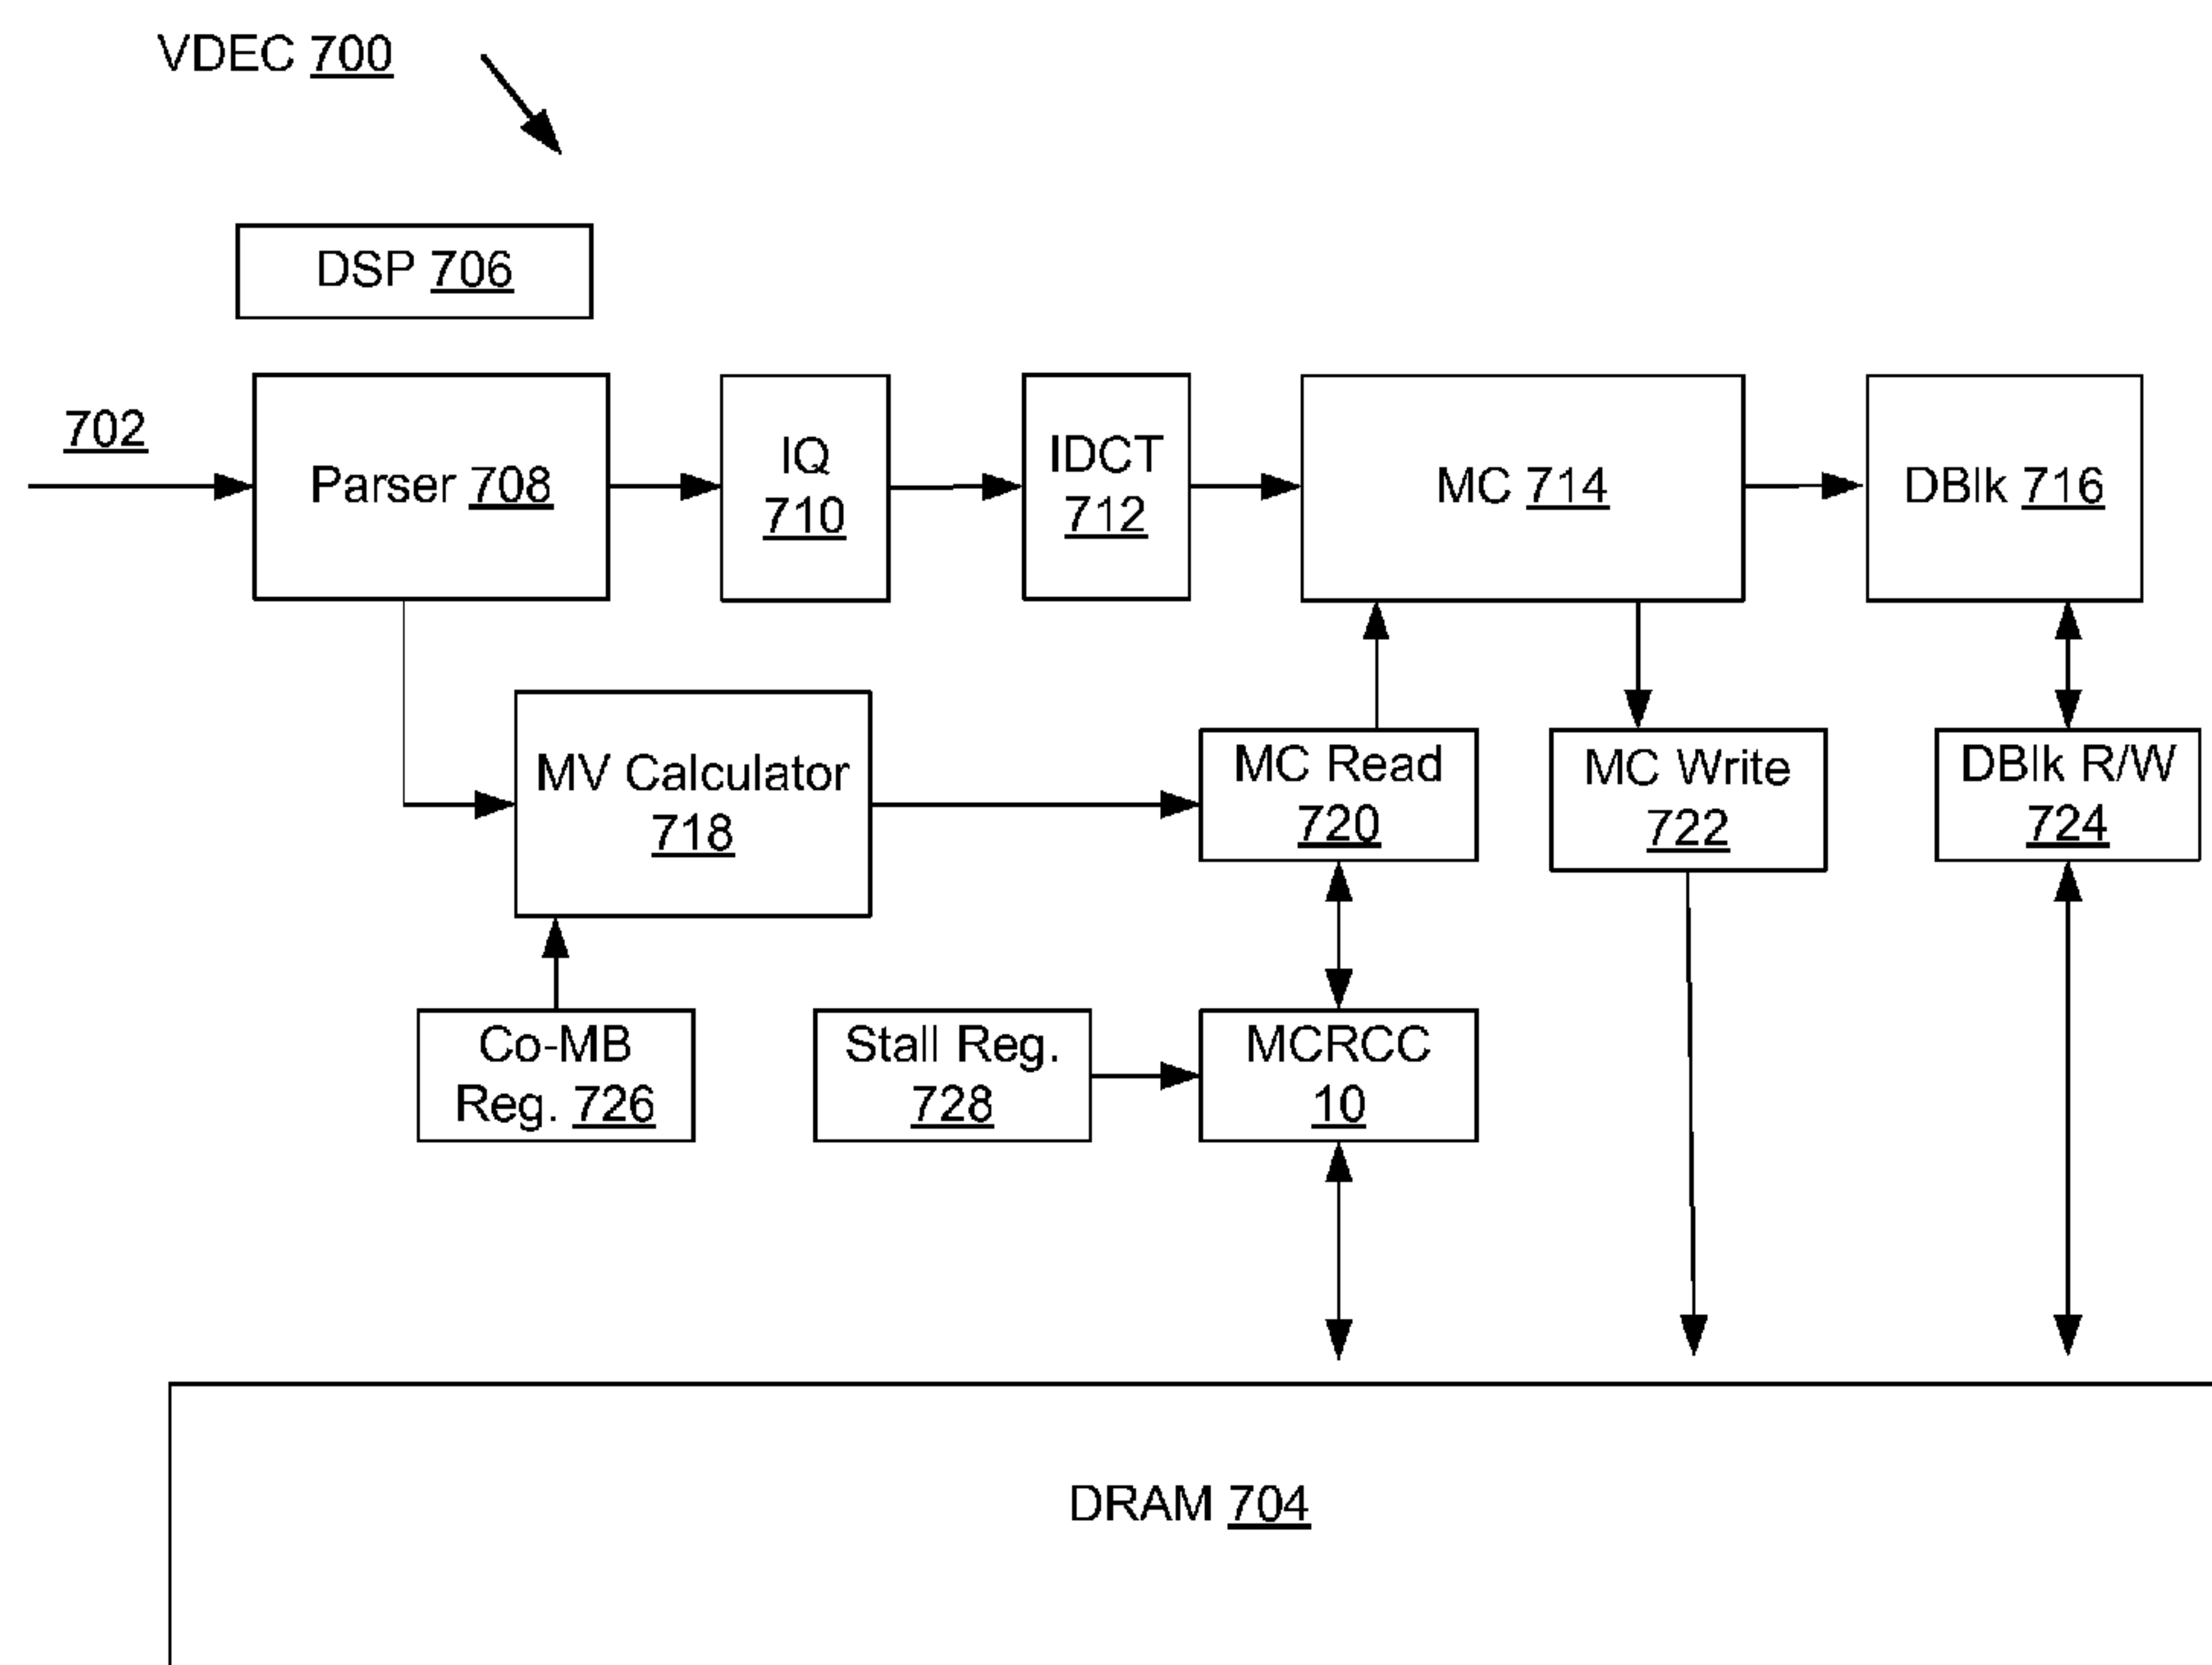 VDEC 700
DSP 706
702
Parser 708
IQ
710
IDCT
712
MC 714
DBlk 716
MV Calculator
718
MC Read
720
MC Write
722
DBlk R/W
724
Co-MB
Reg. 726
Stall Reg.
728
MCRCC
10
DRAM 704